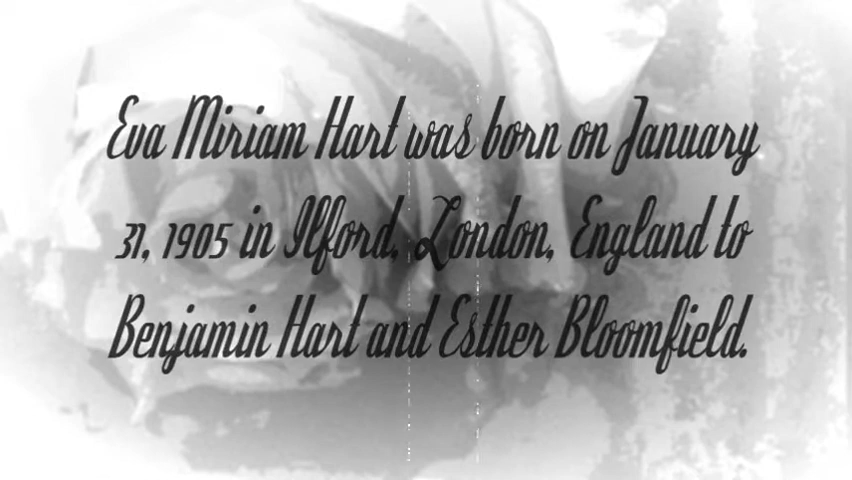 Eva Miriam Hart was born on January
31, 1905 in Ilford, London, England to
Benjamin Hart and Esther Bloomfield.